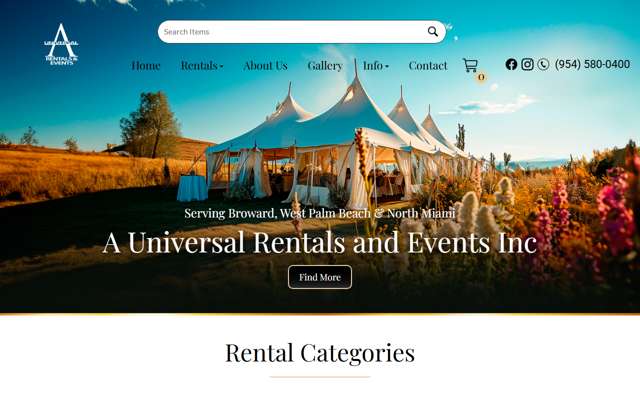 Search Items
A
UNIVERSAL
RENTALS &
EVENTS
Home
Rentals
About Us
Gallery
Info
Contact
0
(954) 580-0400
Serving Broward, West Palm Beach & North Miami
A Universal Rentals and Events Inc
Find More
Rental Categories